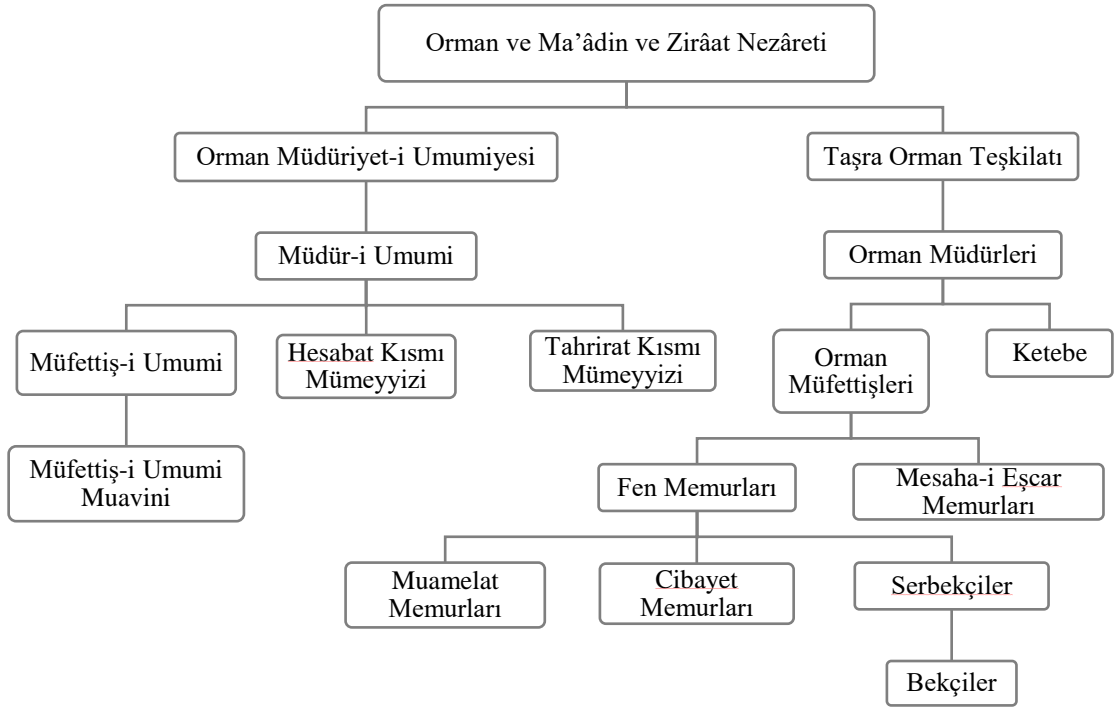 Orman ve Ma’âdin ve Zirâat Nezâreti
Orman Müdüriyet-i Umumiyesi
Taşra Orman Teşkilatı
Müdür-i Umumi
Orman Müdürleri
Müfettiş-i Umumi
Hesabat Kısmı
Mümeyyizi
Tahrirat Kısmı
Mümeyyizi
Orman
Müfettişleri
Ketebe
Müfettiş-i Umumi
Muavini
Fen Memurları
Mesaha-i Eşcar
Memurları
Muamelat
Memurları
Cibayet
Memurları
Serbekçiler
Bekçiler